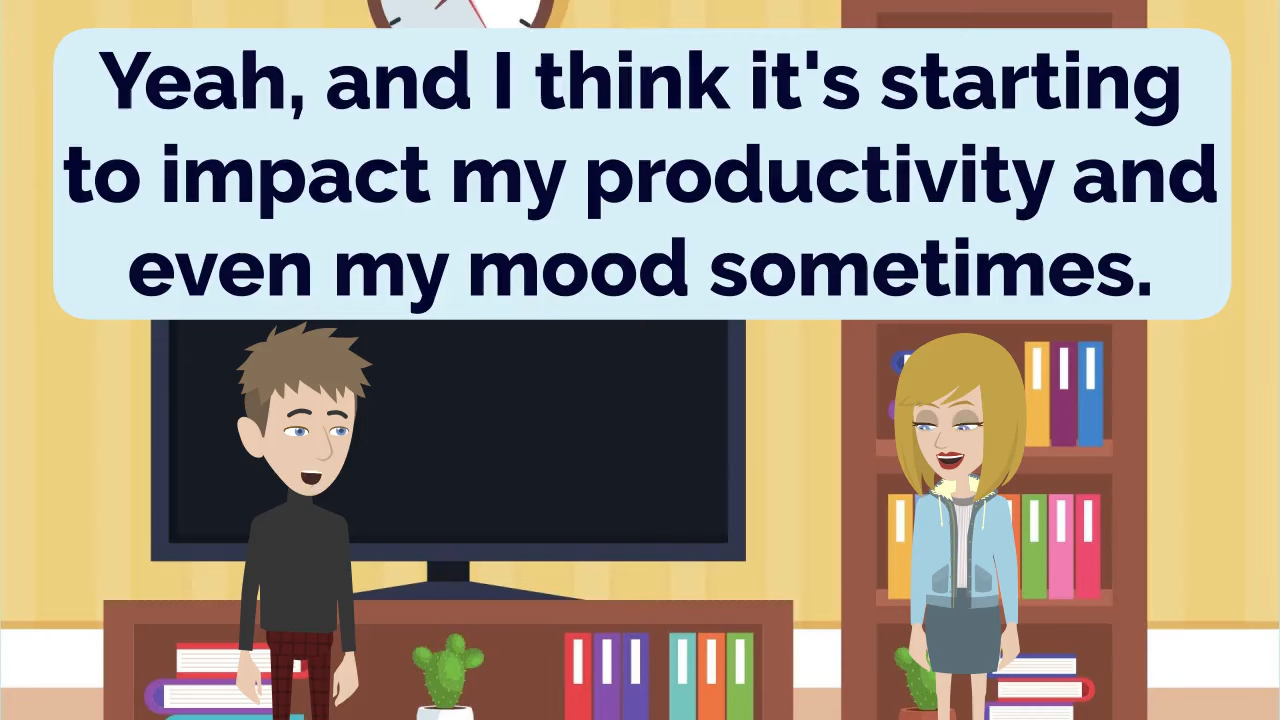 Yeah, and I think it's starting
to impact my productivity and
even my mood sometimes.